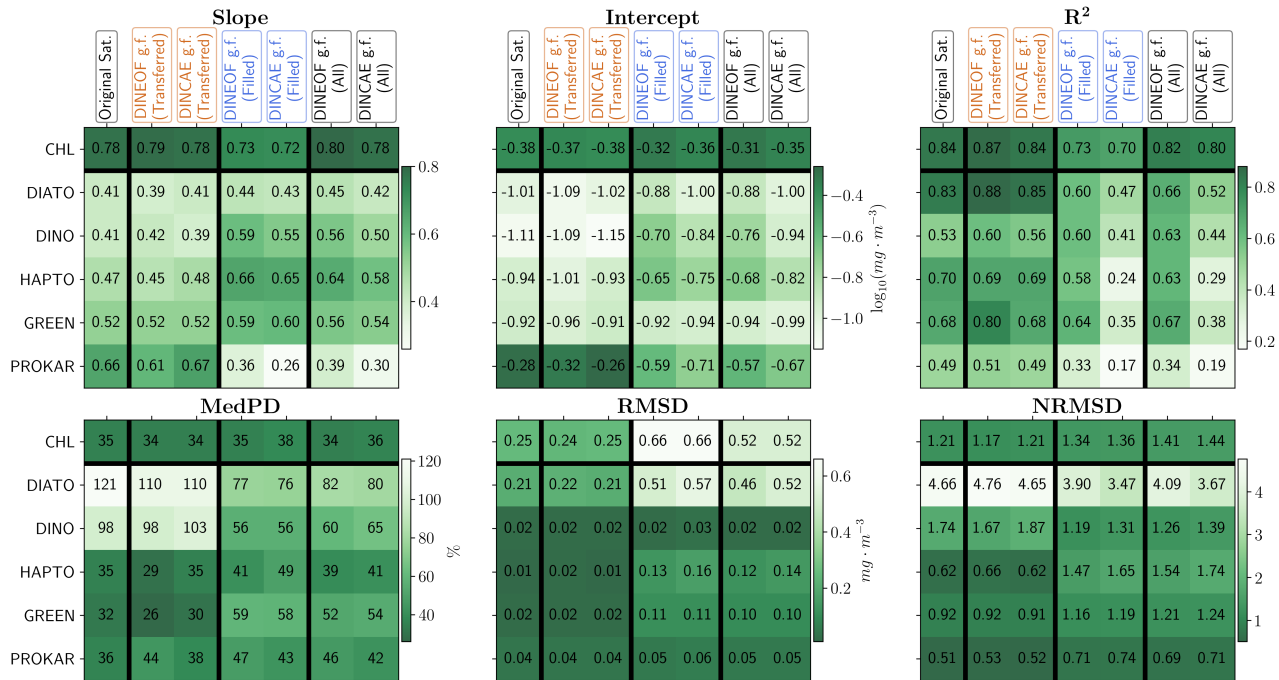 Slope Intercept R²
Original Sat. DINEOF g.f. (Transferred) DINCAE g.f. (Transferred) DINEOF g.f. (Filled) DINCAE g.f. (Filled) DINEOF g.f. (All) DINCAE g.f. (All)
Original Sat. DINEOF g.f. (Transferred) DINCAE g.f. (Transferred) DINEOF g.f. (Filled) DINCAE g.f. (Filled) DINEOF g.f. (All) DINCAE g.f. (All)
Original Sat. DINEOF g.f. (Transferred) DINCAE g.f. (Transferred) DINEOF g.f. (Filled) DINCAE g.f. (Filled) DINEOF g.f. (All) DINCAE g.f. (All)
CHL 0.78 0.79 0.78 0.73 0.72 0.80 0.78
DIATO 0.41 0.39 0.41 0.44 0.43 0.45 0.42
DINO 0.41 0.42 0.39 0.59 0.55 0.56 0.50
HAPTO 0.47 0.45 0.48 0.66 0.65 0.64 0.58
GREEN 0.52 0.52 0.52 0.59 0.60 0.56 0.54
PROKAR 0.66 0.61 0.67 0.36 0.26 0.39 0.30
0.8
0.6
0.4
-0.38 -0.37 -0.38 -0.32 -0.36 -0.31 -0.35
-1.01 -1.09 -1.02 -0.88 -1.00 -0.88 -1.00
-1.11 -1.09 -1.15 -0.70 -0.84 -0.76 -0.94
-0.94 -1.01 -0.93 -0.65 -0.75 -0.68 -0.82
-0.92 -0.96 -0.91 -0.92 -0.94 -0.94 -0.99
-0.28 -0.32 -0.26 -0.59 -0.71 -0.57 -0.67
−0.4
−0.6
−0.8
−1.0
log₁₀(mg · m⁻³)
0.84 0.87 0.84 0.73 0.70 0.82 0.80
0.83 0.88 0.85 0.60 0.47 0.66 0.52
0.53 0.60 0.56 0.60 0.41 0.63 0.44
0.70 0.69 0.69 0.58 0.24 0.63 0.29
0.68 0.80 0.68 0.64 0.35 0.67 0.38
0.49 0.51 0.49 0.33 0.17 0.34 0.19
0.8
0.6
0.4
0.2
MedPD RMSD NRMSD
CHL 35 34 34 35 38 34 36
DIATO 121 110 110 77 76 82 80
DINO 98 98 103 56 56 60 65
HAPTO 35 29 35 41 49 39 41
GREEN 32 26 30 59 58 52 54
PROKAR 36 44 38 47 43 46 42
120
100
80
60
40
%
0.25 0.24 0.25 0.66 0.66 0.52 0.52
0.21 0.22 0.21 0.51 0.57 0.46 0.52
0.02 0.02 0.02 0.02 0.03 0.02 0.02
0.01 0.02 0.01 0.13 0.16 0.12 0.14
0.02 0.02 0.02 0.11 0.11 0.10 0.10
0.04 0.04 0.04 0.05 0.06 0.05 0.05
0.6
0.4
0.2
mg · m⁻³
1.21 1.17 1.21 1.34 1.36 1.41 1.44
4.66 4.76 4.65 3.90 3.47 4.09 3.67
1.74 1.67 1.87 1.19 1.31 1.26 1.39
0.62 0.66 0.62 1.47 1.65 1.54 1.74
0.92 0.92 0.91 1.16 1.19 1.21 1.24
0.51 0.53 0.52 0.71 0.74 0.69 0.71
4
3
2
1